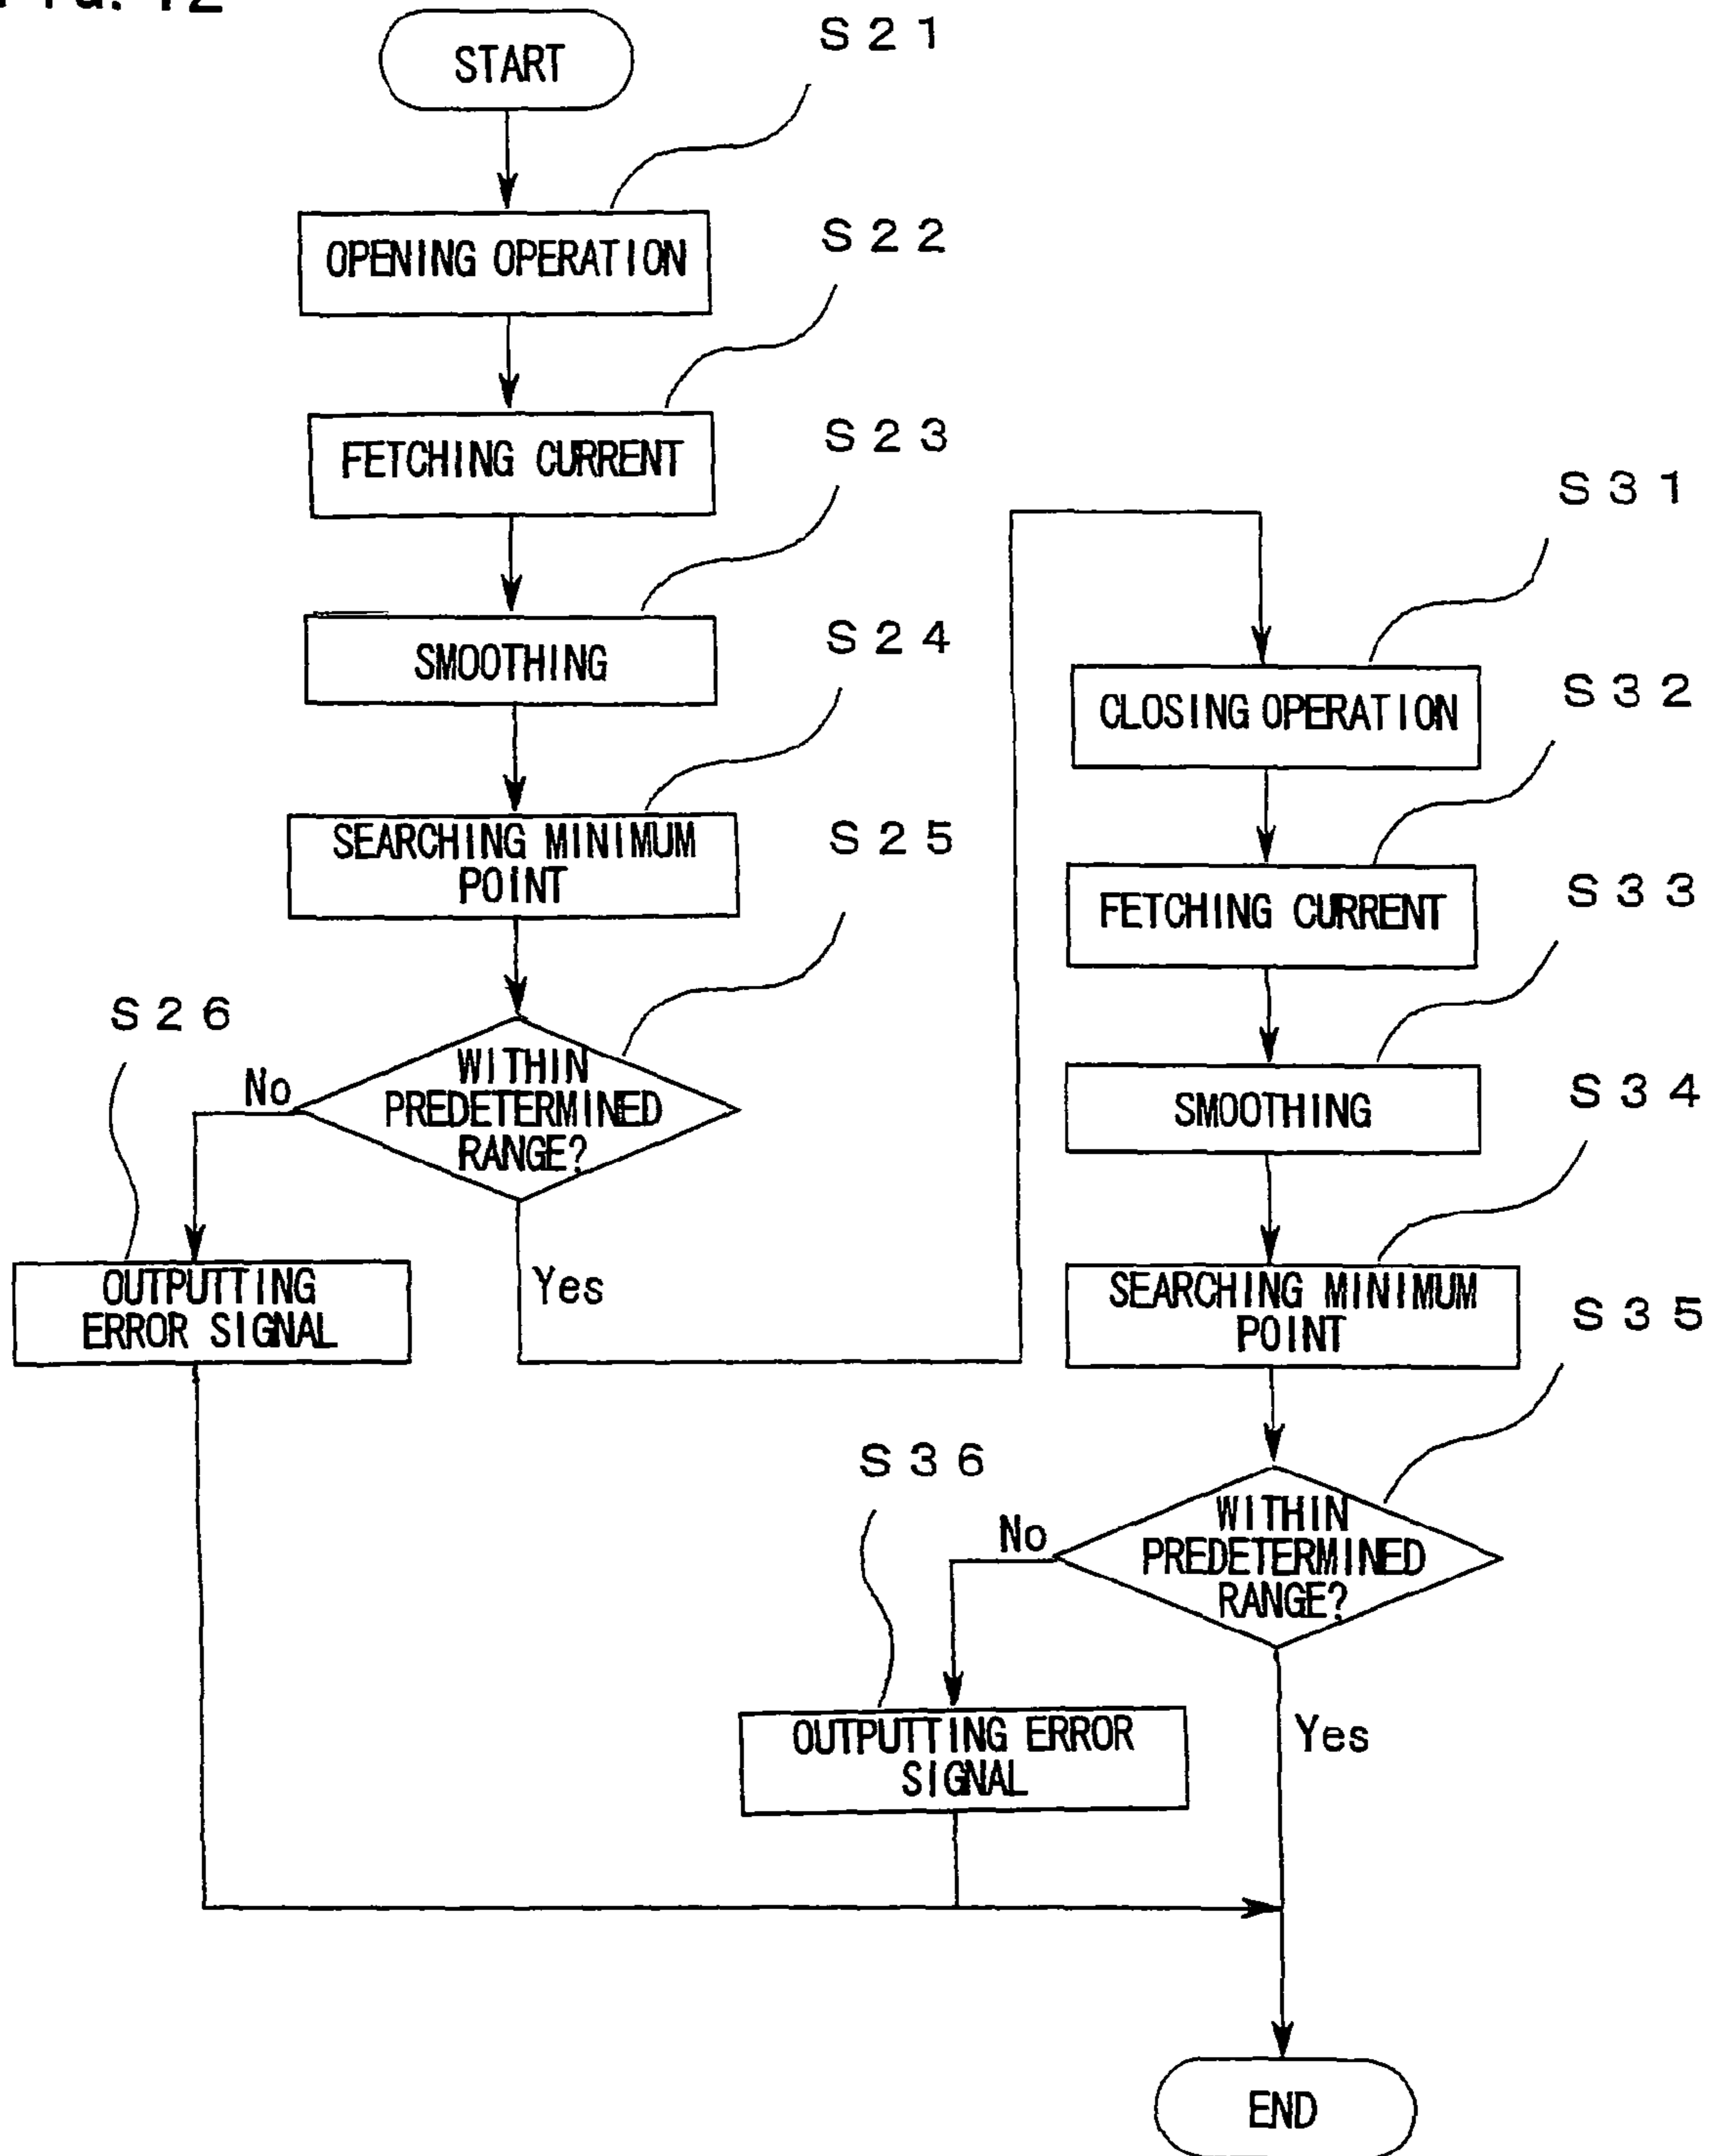 START
S21
OPENING OPERATION
S22
FETCHING CURRENT
S23
SMOOTHING
S24
SEARCHING MINIMUM
POINT
S25
WITHIN
PREDETERMINED
RANGE?
No
S26
OUTPUTTING
ERROR SIGNAL
Yes
S31
CLOSING OPERATION
S32
FETCHING CURRENT
S33
SMOOTHING
S34
SEARCHING MINIMUM
POINT
S35
WITHIN
PREDETERMINED
RANGE?
No
S36
OUTPUTTING ERROR
SIGNAL
Yes
END